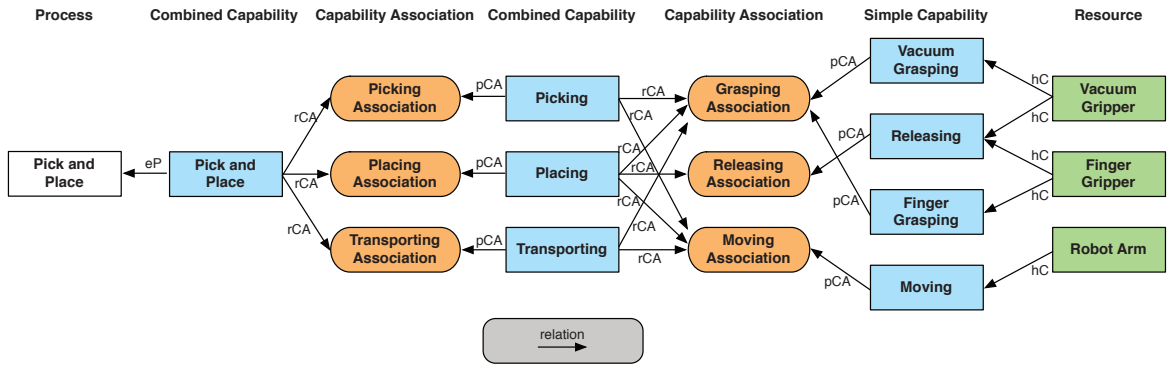 Process
Combined Capability
Capability Association
Combined Capability
Capability Association
Simple Capability
Resource
Pick and
Place
eP
Pick and
Place
rCA
rCA
rCA
Picking
Association
Placing
Association
Transporting
Association
pCA
pCA
pCA
Picking
Placing
Transporting
rCA
rCA
rCA
rCA
rCA
rCA
rCA
Grasping
Association
Releasing
Association
Moving
Association
pCA
pCA
pCA
pCA
Vacuum
Grasping
Releasing
Finger
Grasping
Moving
hC
hC
hC
hC
hC
Vacuum
Gripper
Finger
Gripper
Robot Arm
relation